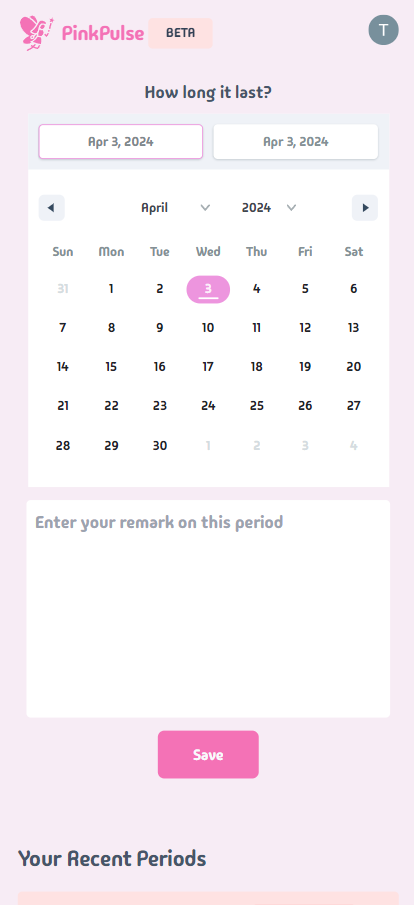 PinkPulse BETA T
How long it last?
Apr 3, 2024 Apr 3, 2024
April 2024
Sun Mon Tue Wed Thu Fri Sat
31 1 2 3 4 5 6
7 8 9 10 11 12 13
14 15 16 17 18 19 20
21 22 23 24 25 26 27
28 29 30 1 2 3 4
Enter your remark on this period
Save
Your Recent Periods